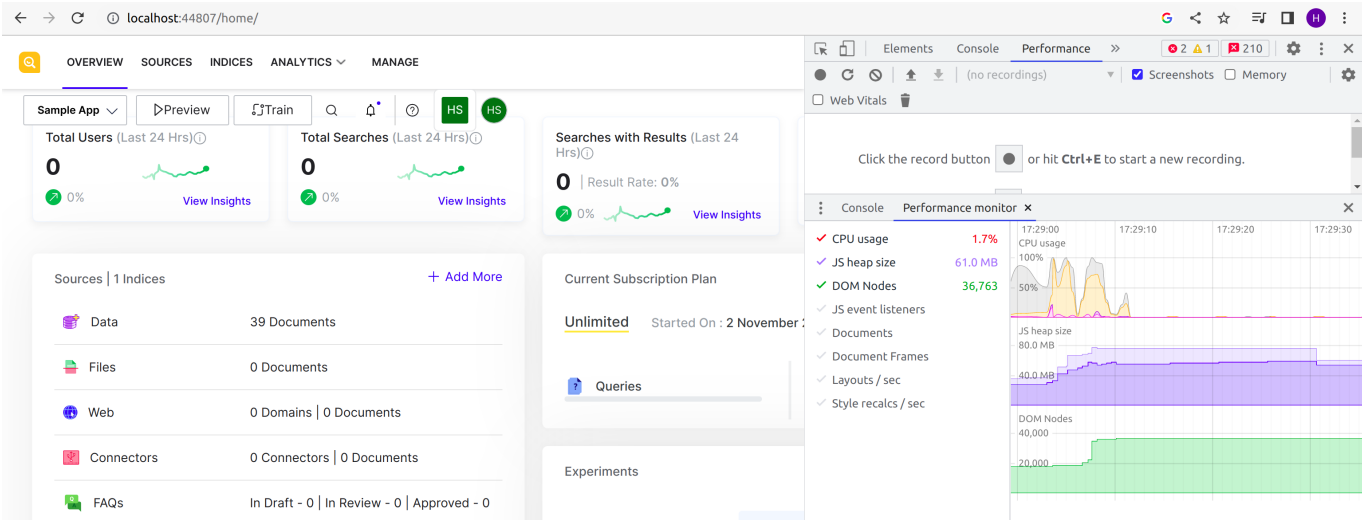 localhost:44807/home/
H
OVERVIEW SOURCES INDICES ANALYTICS MANAGE
Sample App Preview Train HS HS
Total Users (Last 24 Hrs)
0
0%
View Insights
Total Searches (Last 24 Hrs)
0
0%
View Insights
Searches with Results (Last 24
Hrs)
0 | Result Rate: 0%
0%
View Insights
Sources | 1 Indices
+ Add More
Data 39 Documents
Files 0 Documents
Web 0 Domains | 0 Documents
Connectors 0 Connectors | 0 Documents
FAQs In Draft - 0 | In Review - 0 | Approved - 0
Current Subscription Plan
Unlimited Started On : 2 November
Queries
Experiments
Elements Console Performance 2 1 210
(no recordings) Screenshots Memory
Web Vitals
Click the record button or hit Ctrl+E to start a new recording.
Console Performance monitor ×
CPU usage 1.7%
JS heap size 61.0 MB
DOM Nodes 36,763
JS event listeners
Documents
Document Frames
Layouts / sec
Style recalcs / sec
17:29:00 17:29:10 17:29:20 17:29:30
CPU usage
100%
50%
JS heap size
80.0 MB
40.0 MB
DOM Nodes
40,000
20,000